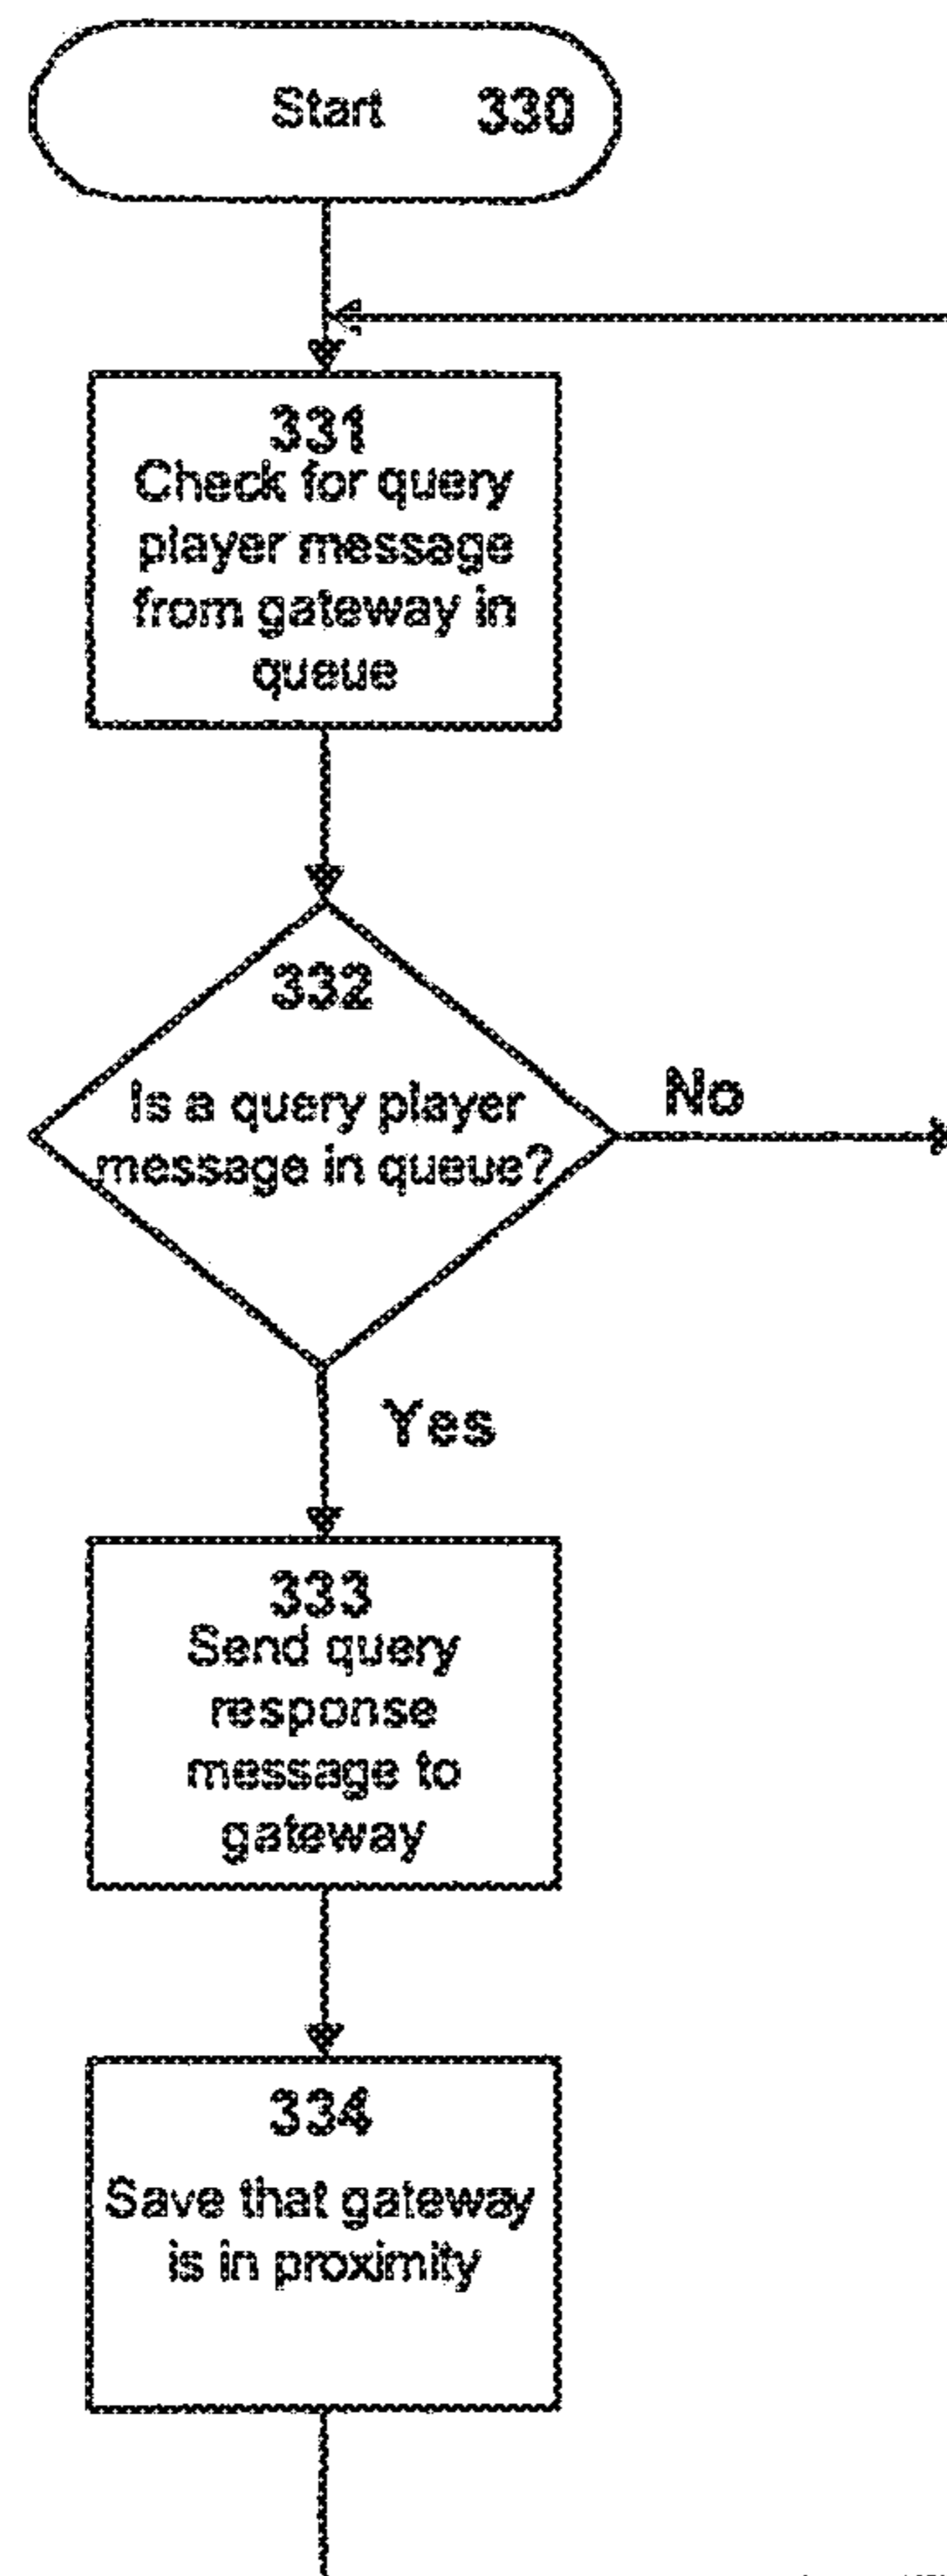 Start 330
331
Check for query
player message
from gateway in
queue
332
Is a query player
message in queue?
No
Yes
333
Send query
response
message to
gateway
334
Save that gateway
is in proximity